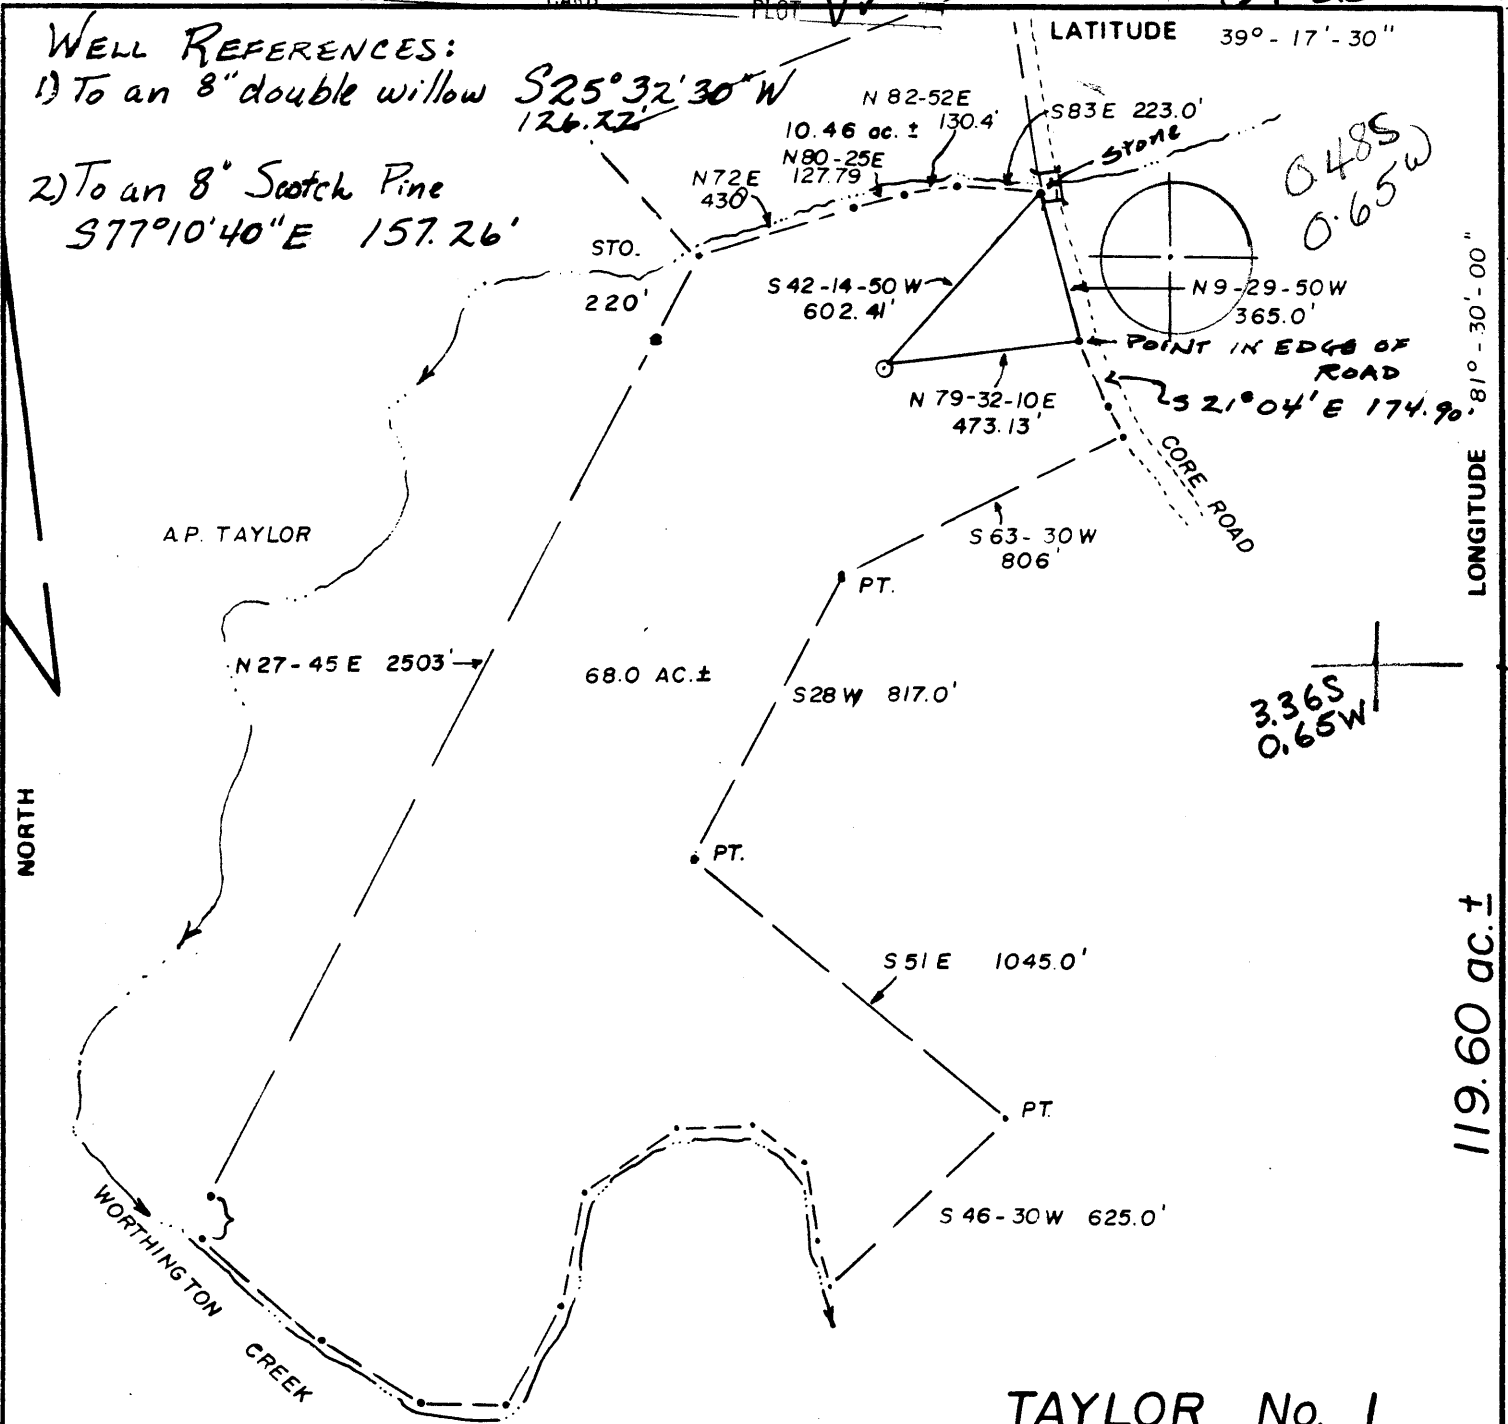 PLOT
LATITUDE 39°-17'-30"
WELL REFERENCES:
1) To an 8" double willow S25°32'30"W
126.22'
2) To an 8" Scotch Pine
S77°10'40"E 157.26'
N 82-52E
130.4'
10.46 ac. ±
N80-25E
127.79
S83E 223.0'
Stone
0.48S
0.65W
N72E
430'
STO.
220'
S 42-14-50 W
602.41'
N 9-29-50W
365.0'
POINT IN EDGE OF
ROAD
S 21°04'E 174.90'
N 79-32-10E
473.13'
LONGITUDE 81°-30'-00"
CORE ROAD
A.P. TAYLOR
S 63-30 W
806'
PT.
N 27-45 E 2503'
68.0 AC.±
S28W 817.0'
3.36S
0.65W
NORTH
PT.
S 51 E 1045.0'
119.60 ac.±
PT.
S 46-30W 625.0'
WORTHINGTON
CREEK
TAYLOR No. 1